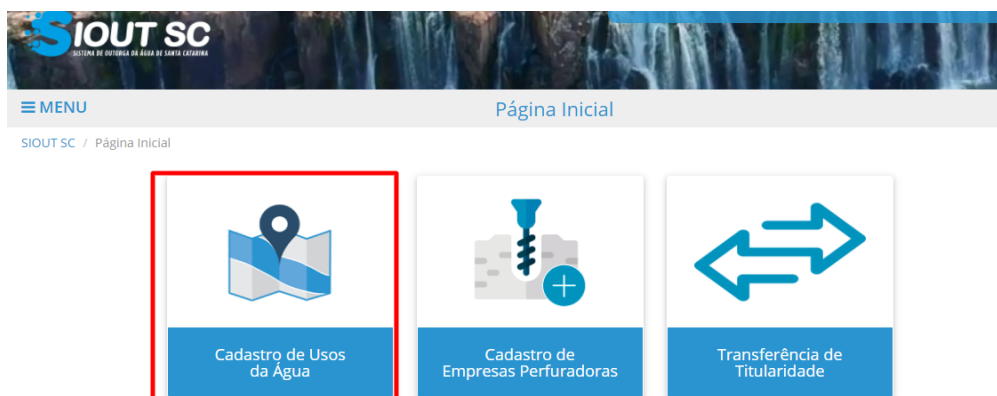 SIOUT SC
SISTEMA DE OUTORGA DA ÁGUA DE SANTA CATARINA
MENU
Página Inicial
SIOUT SC / Página Inicial
Cadastro de Usos
da Água
Cadastro de
Empresas Perfuradoras
Transferência de
Titularidade